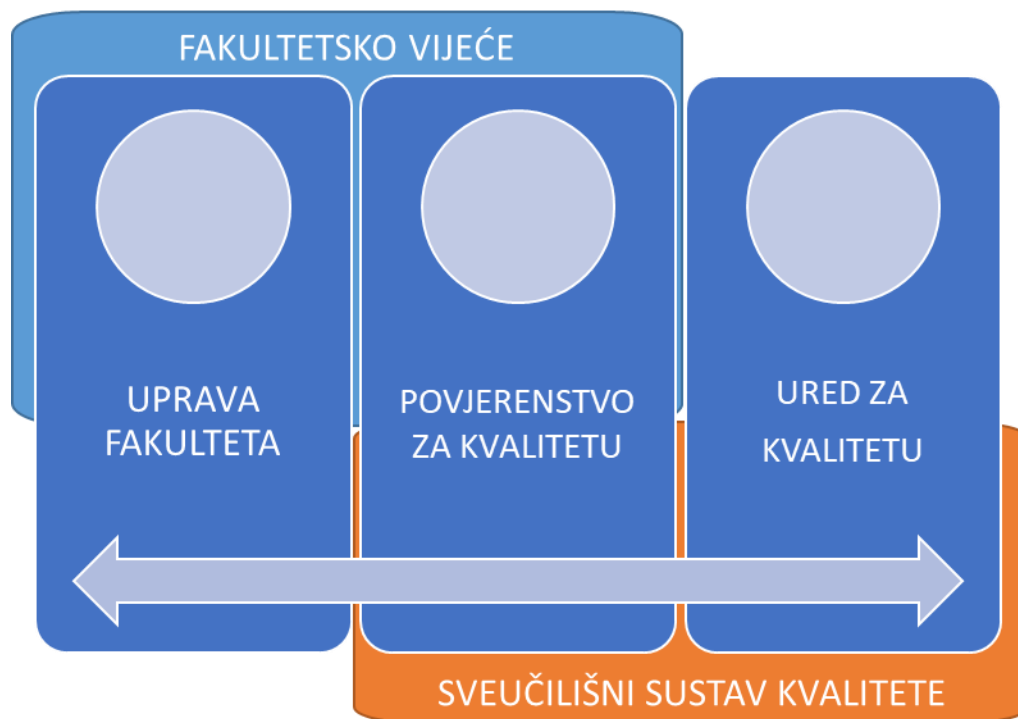 FAKULTETSKO VIJEĆE
UPRAVA
FAKULTETA
POVJERENSTVO
ZA KVALITETU
URED ZA
KVALITETU
SVEUČILIŠNI SUSTAV KVALITETE